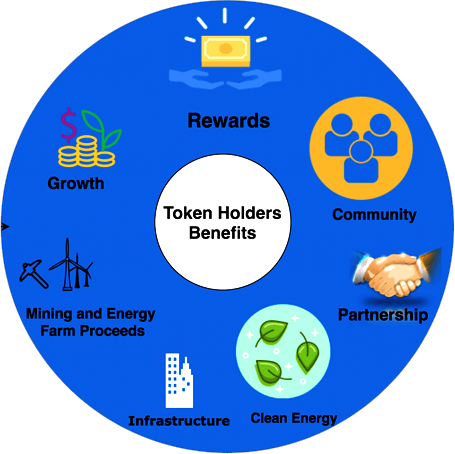 Rewards
Growth
Community
Token Holders
Benefits
Mining and Energy
Farm Proceeds
Partnership
Infrastructure
Clean Energy